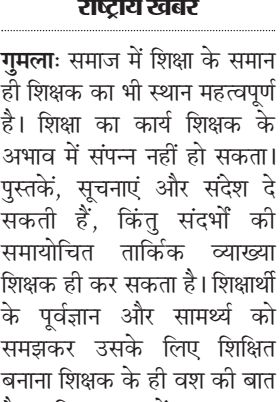 राष्ट्रीय खबर
गुमलाः समाज में शिक्षा के समान
ही शिक्षक का भी स्थान महत्वपूर्ण
है। शिक्षा का कार्य शिक्षक के
अभाव में संपन्न नहीं हो सकता।
पुस्तकें, सूचनाएं और संदेश दे
सकती हैं, किंतु संदर्भों की
समायोचित तार्किक व्याख्या
शिक्षक ही कर सकता है। शिक्षार्थी
के पूर्वज्ञान और सामर्थ्य को
समझकर उसके लिए शिक्षित
बनाना शिक्षक के ही वश की बात